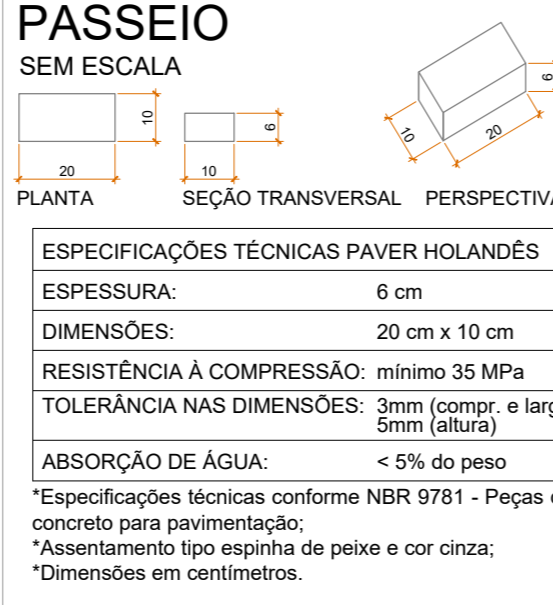 PASSEIO
SEM ESCALA
10
20
6
10
6
10
20
PLANTA
SEÇÃO TRANSVERSAL
PERSPECTIVA
ESPECIFICAÇÕES TÉCNICAS PAVER HOLANDÊS
ESPESSURA: 6 cm
DIMENSÕES: 20 cm x 10 cm
RESISTÊNCIA À COMPRESSÃO: mínimo 35 MPa
TOLERÂNCIA NAS DIMENSÕES: 3mm (compr. e larg
5mm (altura)
ABSORÇÃO DE ÁGUA: < 5% do peso
*Especificações técnicas conforme NBR 9781 - Peças
concreto para pavimentação;
*Assentamento tipo espinha de peixe e cor cinza;
*Dimensões em centímetros.